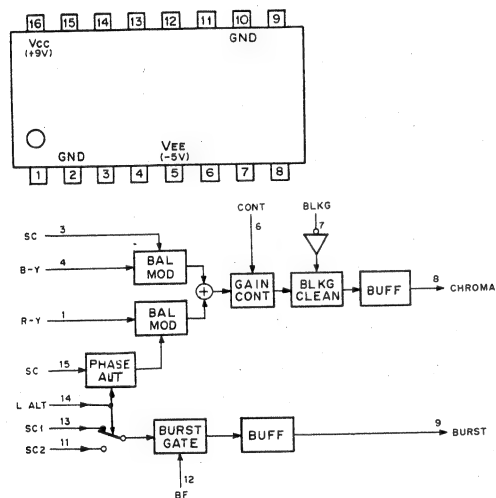 16 15 14 13 12 11 10 9
VCC
(+9V)
GND
GND
VEE
(-5V)
1 2 3 4 5 6 7 8
CONT
6
BLKG
7
SC 3
B-Y 4
BAL
MOD
+
GAIN
CONT
BLKG
CLEAN
BUFF
8 CHROMA
R-Y 1
BAL
MOD
SC 15
PHASE
AUT
L ALT 14
SC1 13
SC2 11
BURST
GATE
BUFF
9 BURST
12
BF